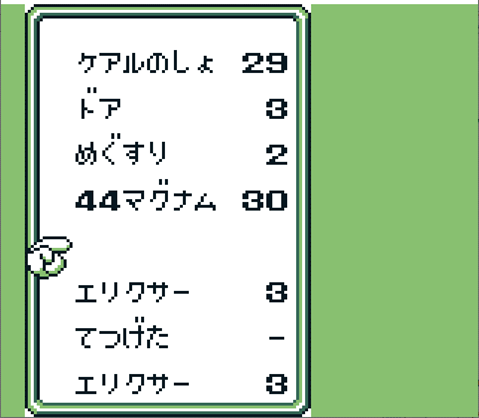 ケアルのしょ 29
ドア 3
めぐすり 2
44マグナム 30
エリクサー 3
てつげた -
エリクサー 3